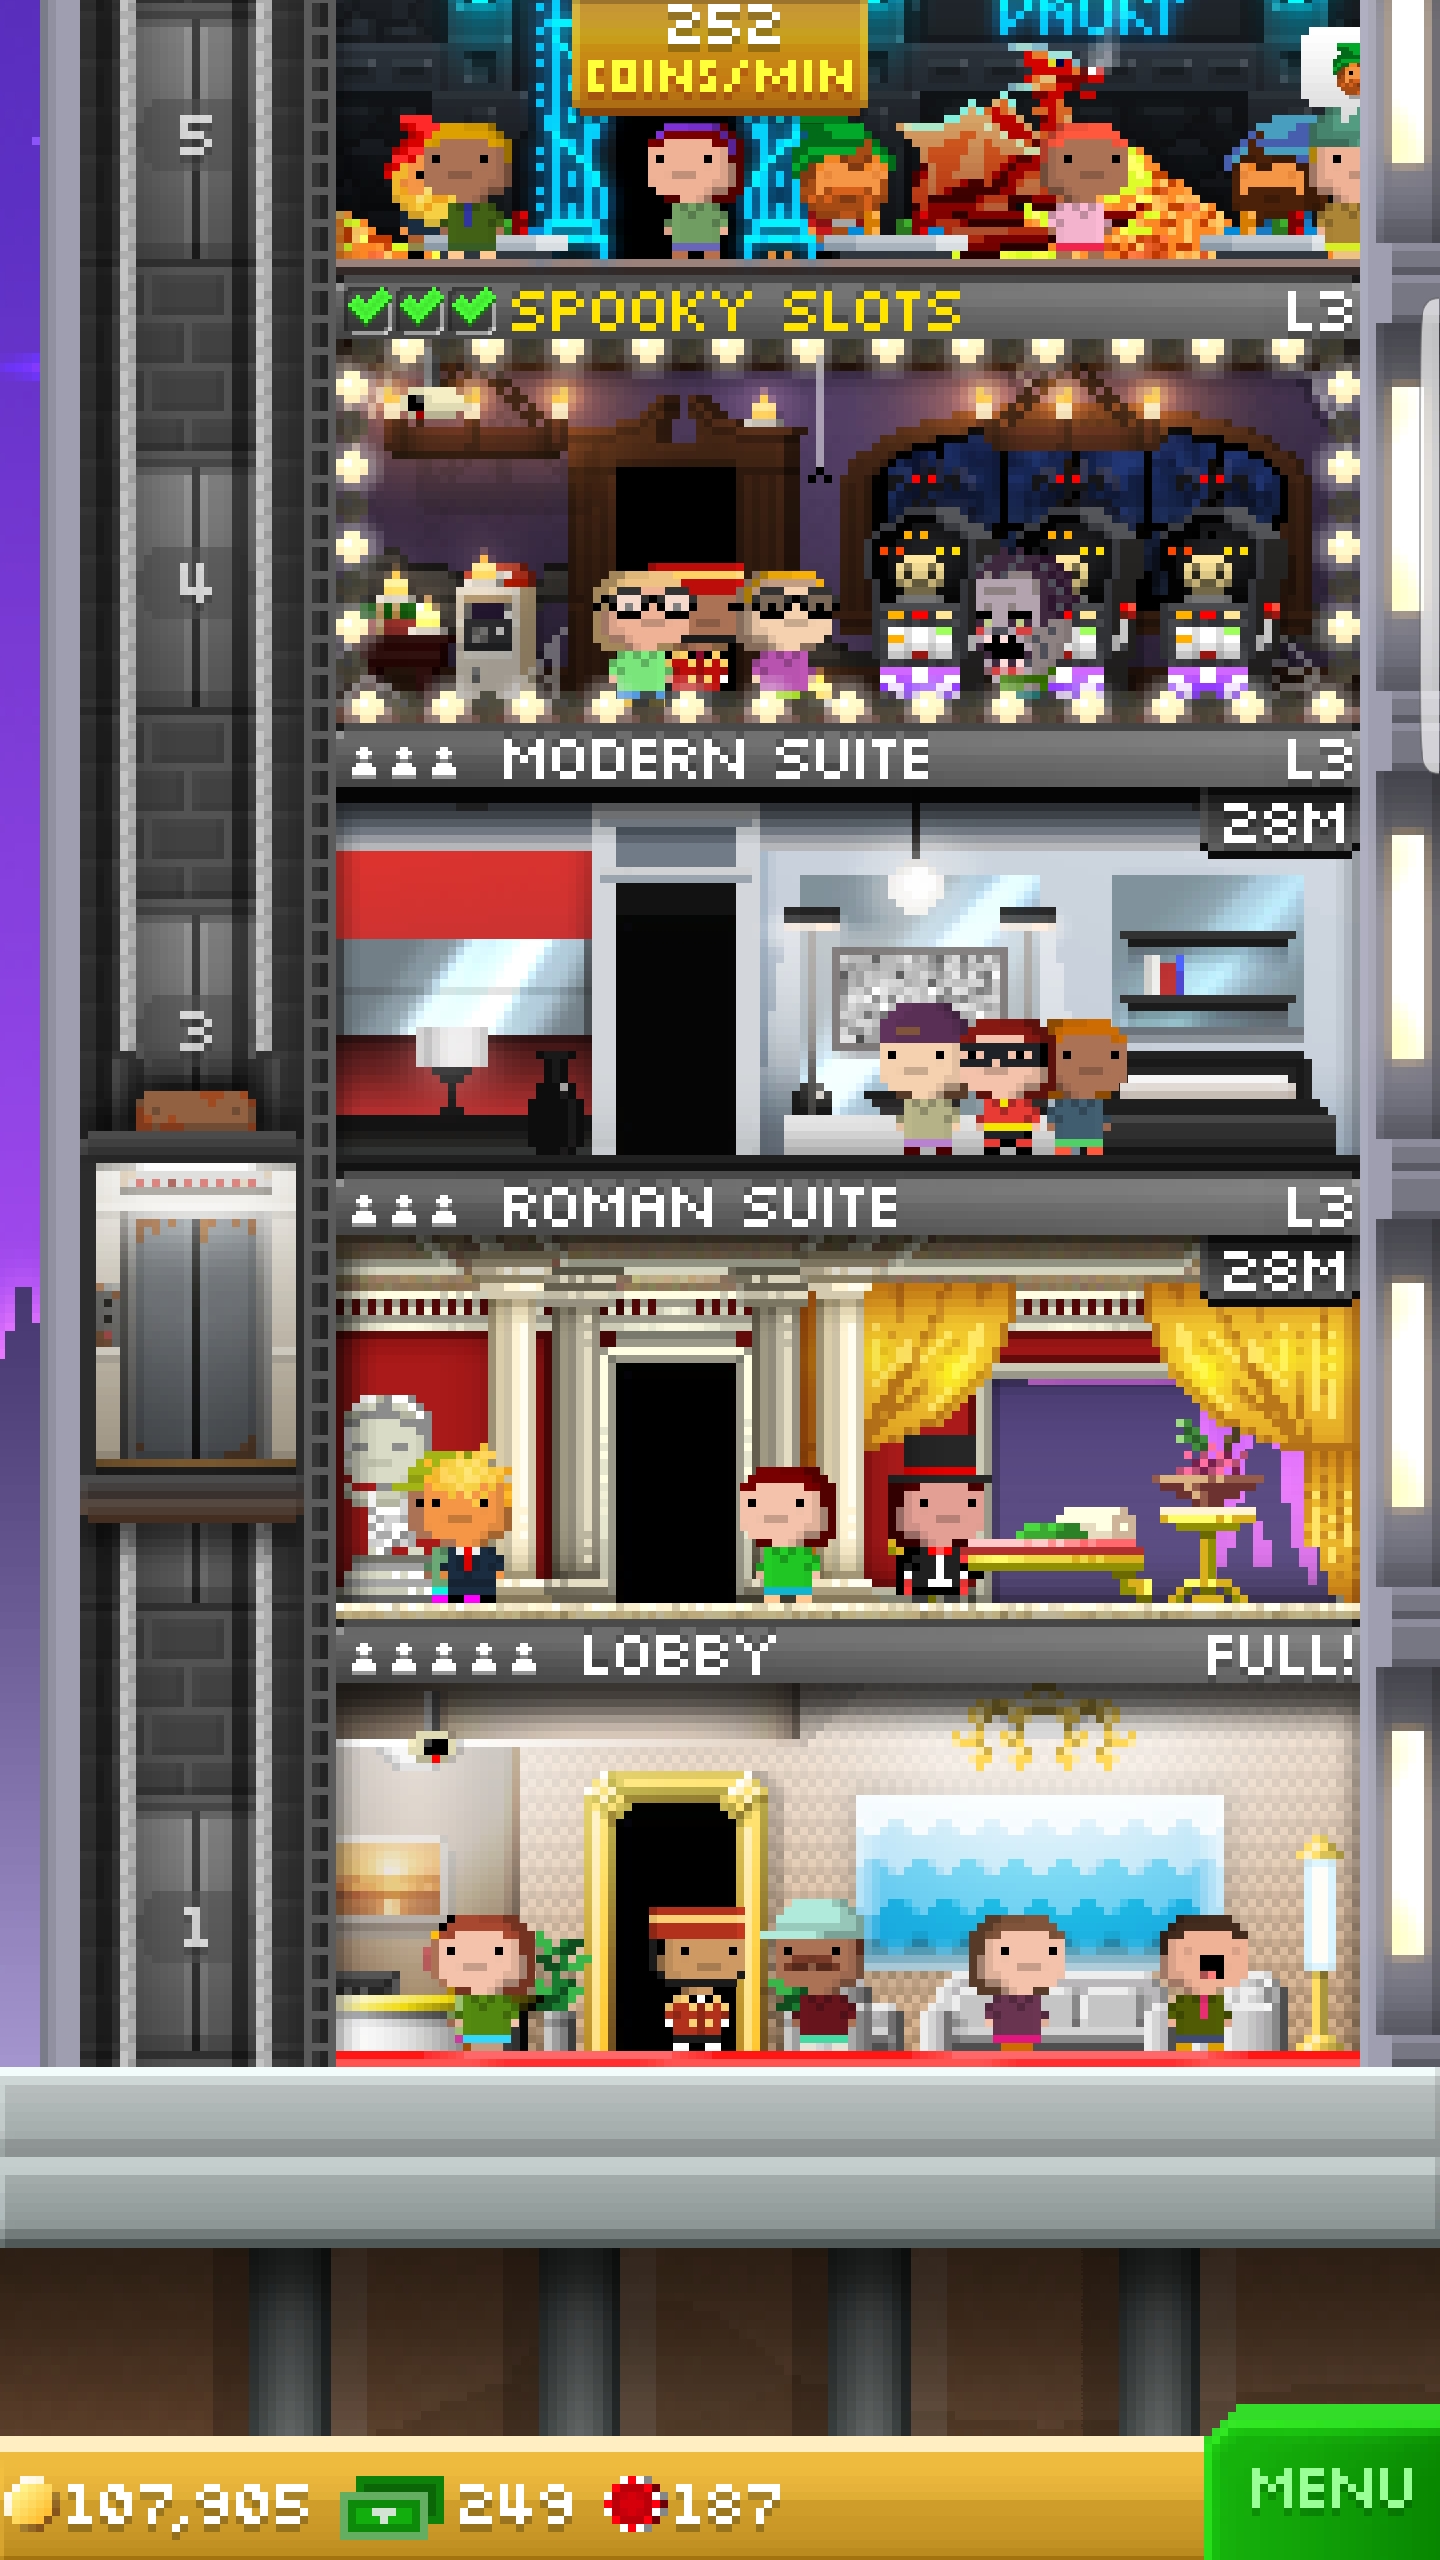 252
COINS/MIN
5
SPOOKY SLOTS L3
4
MODERN SUITE L3
28M
3
ROMAN SUITE L3
28M
LOBBY FULL!
1
107,905 249 187
MENU